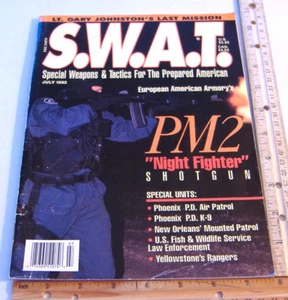 LT. GARY JOHNSTON'S LAST MISSION
S.W.A.T.
Special Weapons & Tactics For The Prepared American
JULY 1992
European American Armory's
PM2
"Night Fighter"
SHOTGUN
SPECIAL UNITS:
• Phoenix P.D. Air Patrol
• Phoenix P.D. K-9
• New Orleans' Mounted Patrol
• U.S. Fish & Wildlife Service
Law Enforcement
• Yellowstone's Rangers